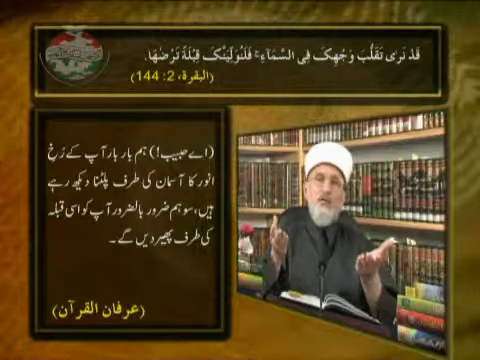 قَدْ نَرٰى تَقَلُّبَ وَجْهِكَ فِى السَّمَآءِ ۚ فَلَنُوَلِّيَنَّكَ قِبْلَةً تَرْضٰهَا.
(البقرة، 2: 144)
(اے حبیب!) ہم بار بار آپ کے رُخِ
انور کا آسمان کی طرف پلٹنا دیکھ رہے
ہیں، سو ہم ضرور بالضرور آپ کو اسی قبلہ
کی طرف پھیر دیں گے۔
(عرفان القرآن)